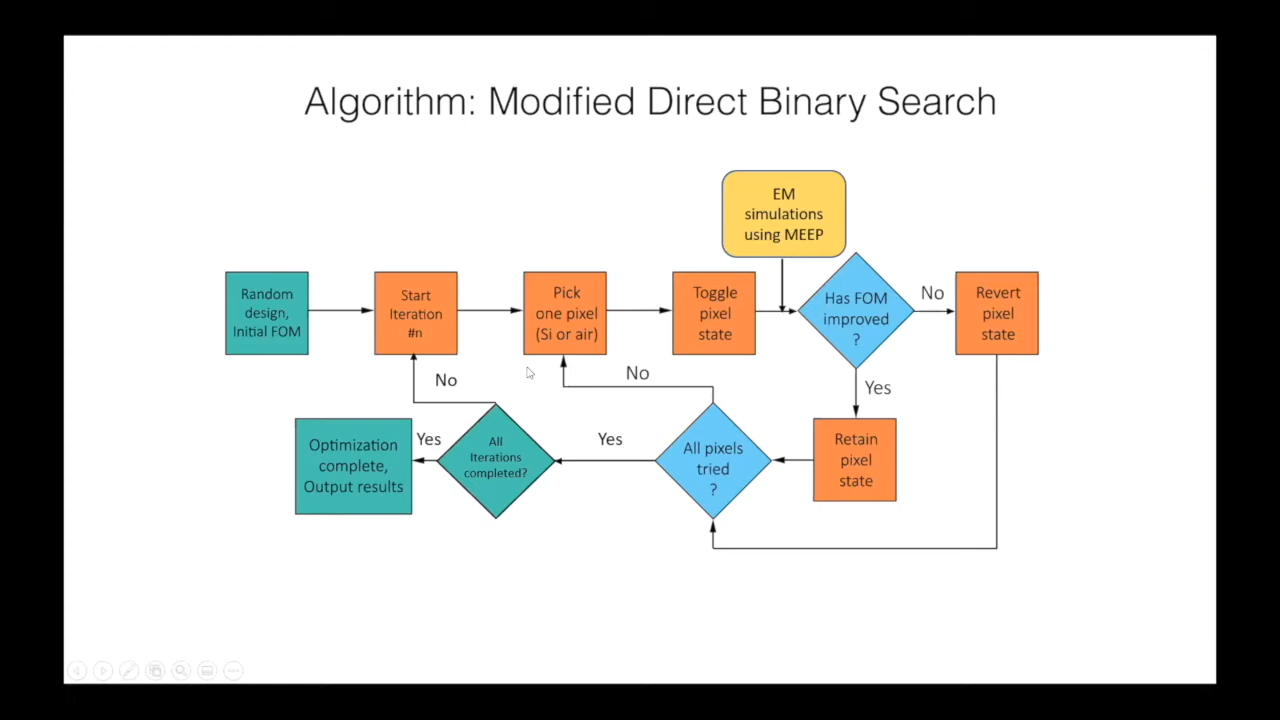 Algorithm: Modified Direct Binary Search
EM
simulations
using MEEP
Random
design,
Initial FOM
Start
Iteration
#n
Pick
one pixel
(Si or air)
Toggle
pixel
state
Has FOM
improved
?
No
Revert
pixel
state
Yes
Retain
pixel
state
All pixels
tried
?
No
Yes
All
Iterations
completed?
No
Yes
Optimization
complete,
Output results